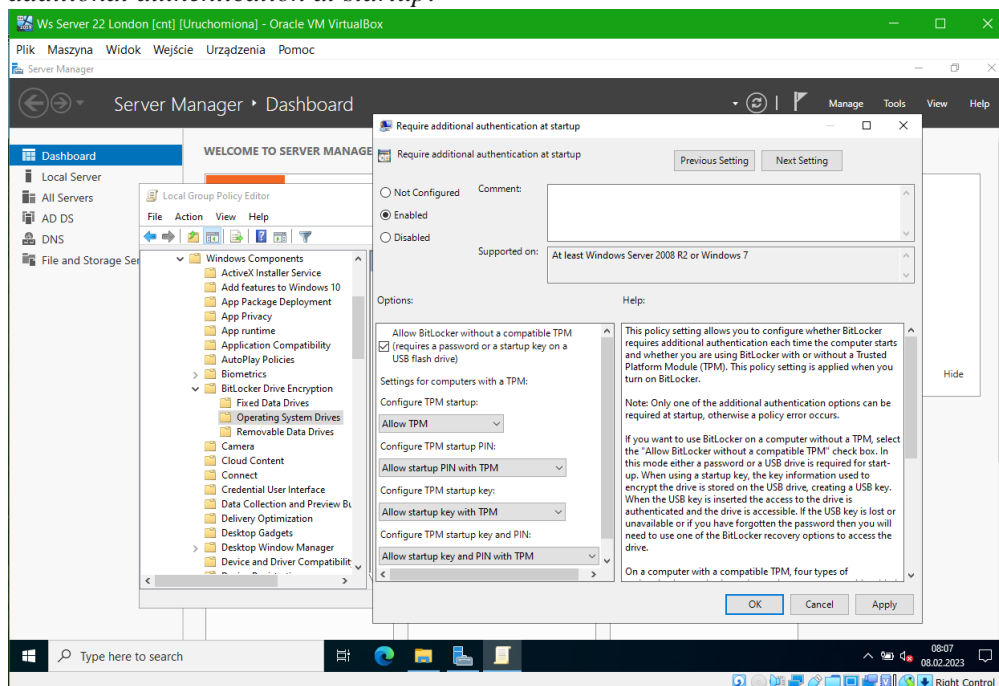 Ws Server 22 London [cnt] [Uruchomiona] - Oracle VM VirtualBox
Plik Maszyna Widok Wejście Urządzenia Pomoc
Server Manager
Server Manager Dashboard
Manage Tools View Help
Dashboard
Local Server
All Servers
AD DS
DNS
File and Storage Ser
WELCOME TO SERVER MANAGE
Hide
Local Group Policy Editor
File Action View Help
Windows Components
ActiveX Installer Service
Add features to Windows 10
App Package Deployment
App Privacy
App runtime
Application Compatibility
AutoPlay Policies
Biometrics
BitLocker Drive Encryption
Fixed Data Drives
Operating System Drives
Removable Data Drives
Camera
Cloud Content
Connect
Credential User Interface
Data Collection and Preview Bu
Delivery Optimization
Desktop Gadgets
Desktop Window Manager
Device and Driver Compatibilit
Require additional authentication at startup
Require additional authentication at startup
Previous Setting Next Setting
Not Configured
Enabled
Disabled
Comment:
Supported on:
At least Windows Server 2008 R2 or Windows 7
Options:
Help:
Allow BitLocker without a compatible TPM
(requires a password or a startup key on a
USB flash drive)
Settings for computers with a TPM:
Configure TPM startup:
Allow TPM
Configure TPM startup PIN:
Allow startup PIN with TPM
Configure TPM startup key:
Allow startup key with TPM
Configure TPM startup key and PIN:
Allow startup key and PIN with TPM
This policy setting allows you to configure whether BitLocker
requires additional authentication each time the computer starts
and whether you are using BitLocker with or without a Trusted
Platform Module (TPM). This policy setting is applied when you
turn on BitLocker.
Note: Only one of the additional authentication options can be
required at startup, otherwise a policy error occurs.
If you want to use BitLocker on a computer without a TPM, select
the "Allow BitLocker without a compatible TPM" check box. In
this mode either a password or a USB drive is required for start-
up. When using a startup key, the key information used to
encrypt the drive is stored on the USB drive, creating a USB key.
When the USB key is inserted the access to the drive is
authenticated and the drive is accessible. If the USB key is lost or
unavailable or if you have forgotten the password then you will
need to use one of the BitLocker recovery options to access the
drive.
On a computer with a compatible TPM, four types of
OK Cancel Apply
Type here to search
08:07
08.02.2023
Right Control